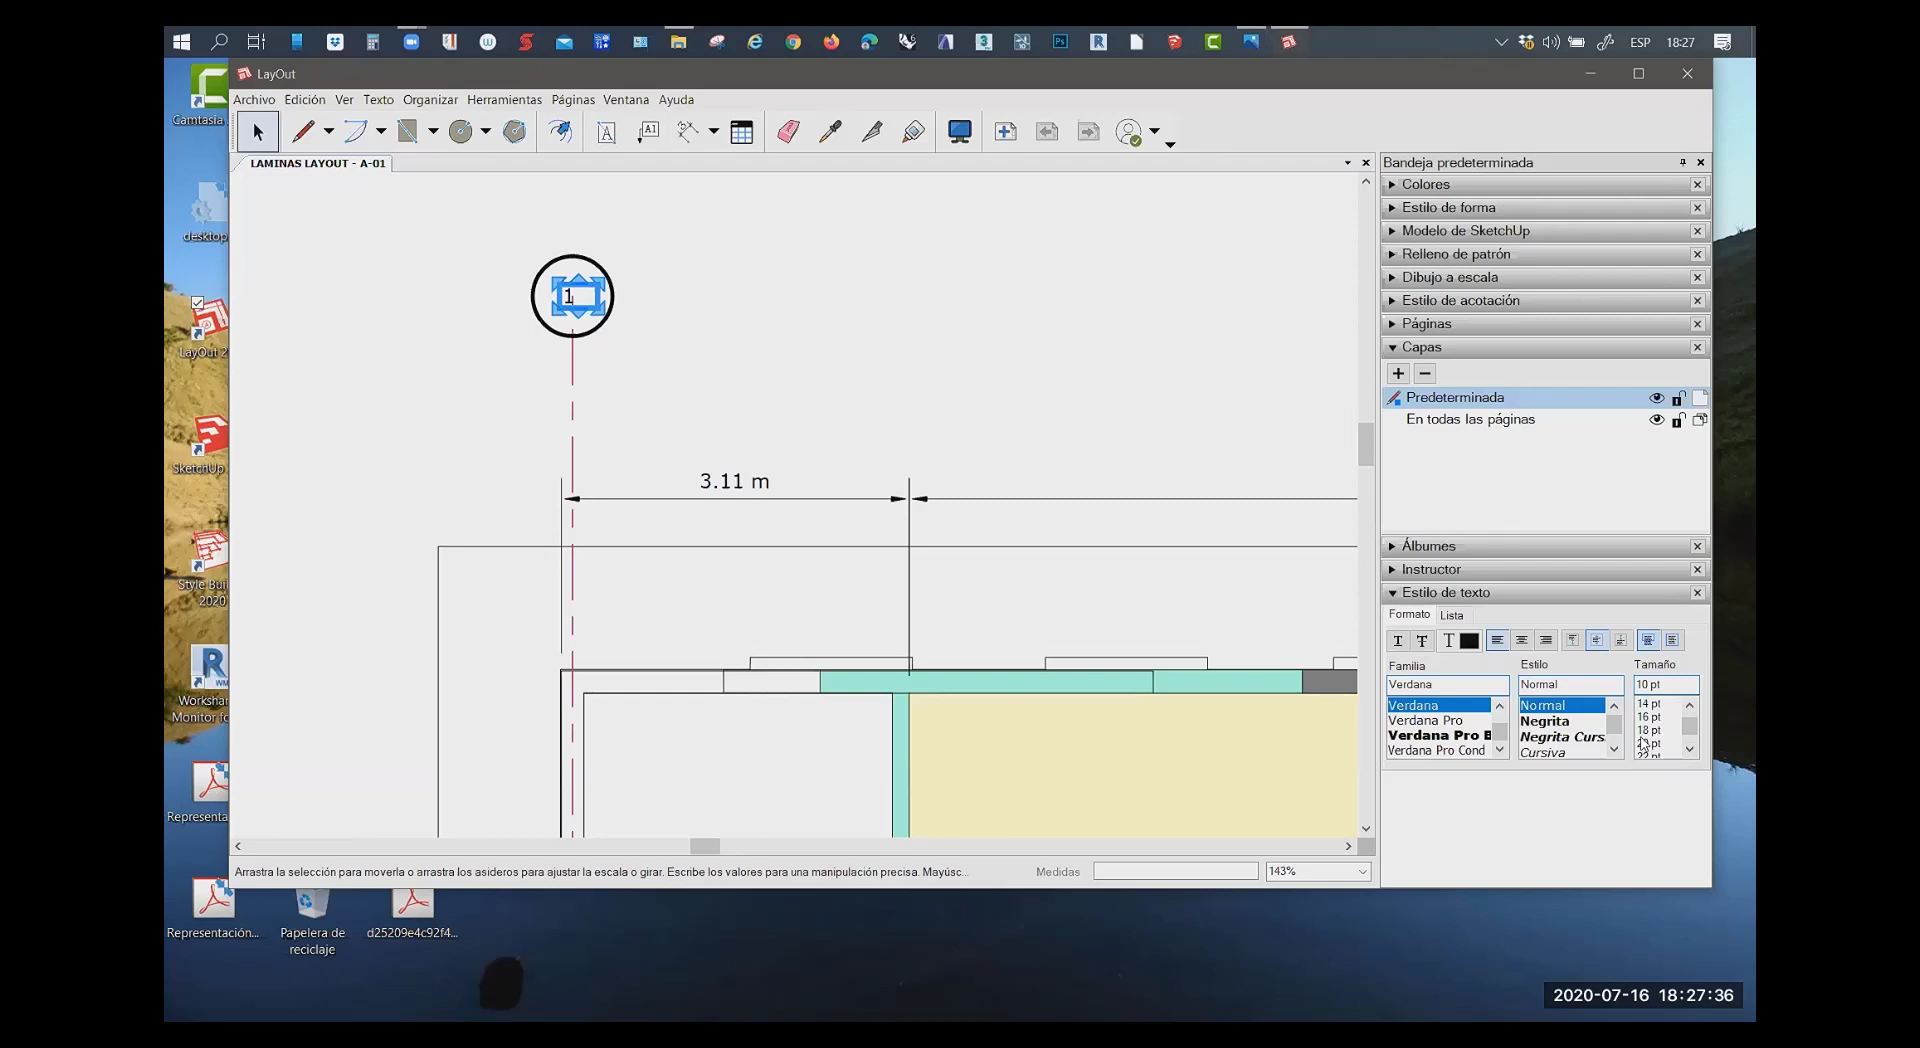 ESP 18:27
LayOut
Archivo Edición Ver Texto Organizar Herramientas Páginas Ventana Ayuda
LAMINAS LAYOUT - A-01
Bandeja predeterminada
Colores
Estilo de forma
Modelo de SketchUp
Relleno de patrón
Dibujo a escala
Estilo de acotación
Páginas
Capas
Predeterminada
En todas las páginas
Álbumes
Instructor
Estilo de texto
Formato Lista
Familia Estilo Tamaño
Verdana Normal 10 pt
Verdana Normal 14 pt
Verdana Pro Negrita 16 pt
Verdana Pro B Negrita Curs 18 pt
Verdana Pro Cond Cursiva 22 pt
1
3.11 m
Arrastra la selección para moverla o arrastra los asideros para ajustar la escala o girar. Escribe los valores para una manipulación precisa. Mayúsc...
Medidas 143%
Camtasia
desktop
LayOut 2
SketchUp
Style Bui
2020
Workshar
Monitor fo
Representa
Representación...
Papelera de
reciclaje
d25209e4c92f4...
2020-07-16 18:27:36